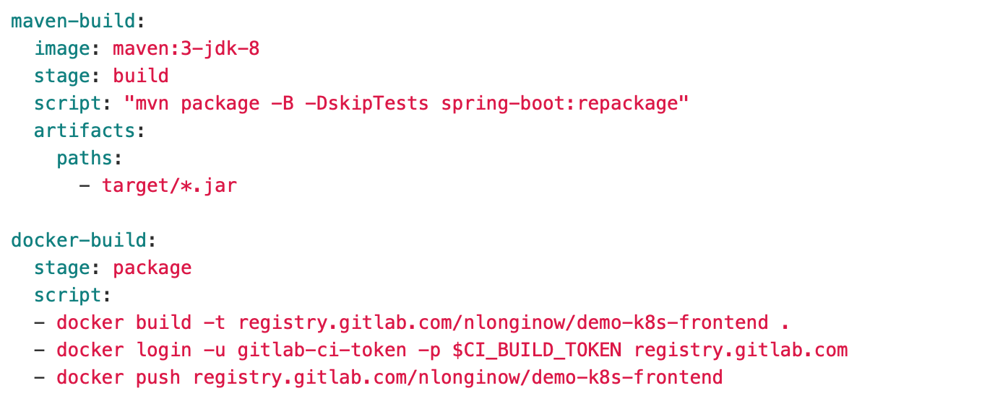 maven-build:
  image: maven:3-jdk-8
  stage: build
  script: "mvn package -B -DskipTests spring-boot:repackage"
  artifacts:
    paths:
      - target/*.jar

docker-build:
  stage: package
  script:
  - docker build -t registry.gitlab.com/nlonginow/demo-k8s-frontend .
  - docker login -u gitlab-ci-token -p $CI_BUILD_TOKEN registry.gitlab.com
  - docker push registry.gitlab.com/nlonginow/demo-k8s-frontend